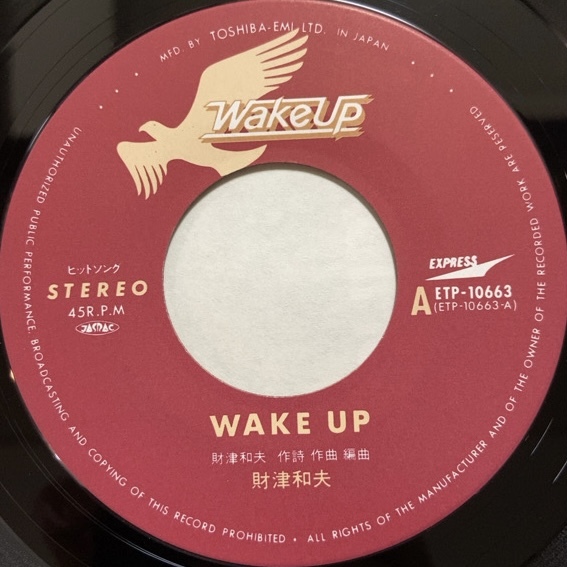 MFD. BY TOSHIBA-EMI LTD. IN JAPAN
WakeUp
ヒットソング
STEREO
45R.P.M
JASRAC
EXPRESS
A ETP-10663
(ETP-10663-A)
WAKE UP
財津和夫 作詩 作曲 編曲
財津和夫
UNAUTHORIZED PUBLIC PERFORMANCE, BROADCASTING AND COPYING OF THIS RECORD PROHIBITED • ALL RIGHTS OF THE MANUFACTURER AND OF THE OWNER OF THE RECORDED WORK ARE RESERVED